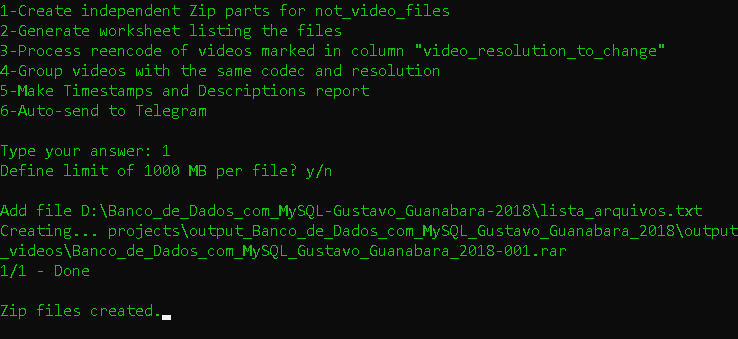 1-Create independent Zip parts for not_video_files
2-Generate worksheet listing the files
3-Process reencode of videos marked in column "video_resolution_to_change"
4-Group videos with the same codec and resolution
5-Make Timestamps and Descriptions report
6-Auto-send to Telegram
Type your answer: 1
Define limit of 1000 MB per file? y/n
Add file D:\Banco_de_Dados_com_MySQL-Gustavo_Guanabara-2018\lista_arquivos.txt
Creating... projects\output_Banco_de_Dados_com_MySQL_Gustavo_Guanabara_2018\output
_videos\Banco_de_Dados_com_MySQL_Gustavo_Guanabara_2018-001.rar
1/1 - Done
Zip files created.